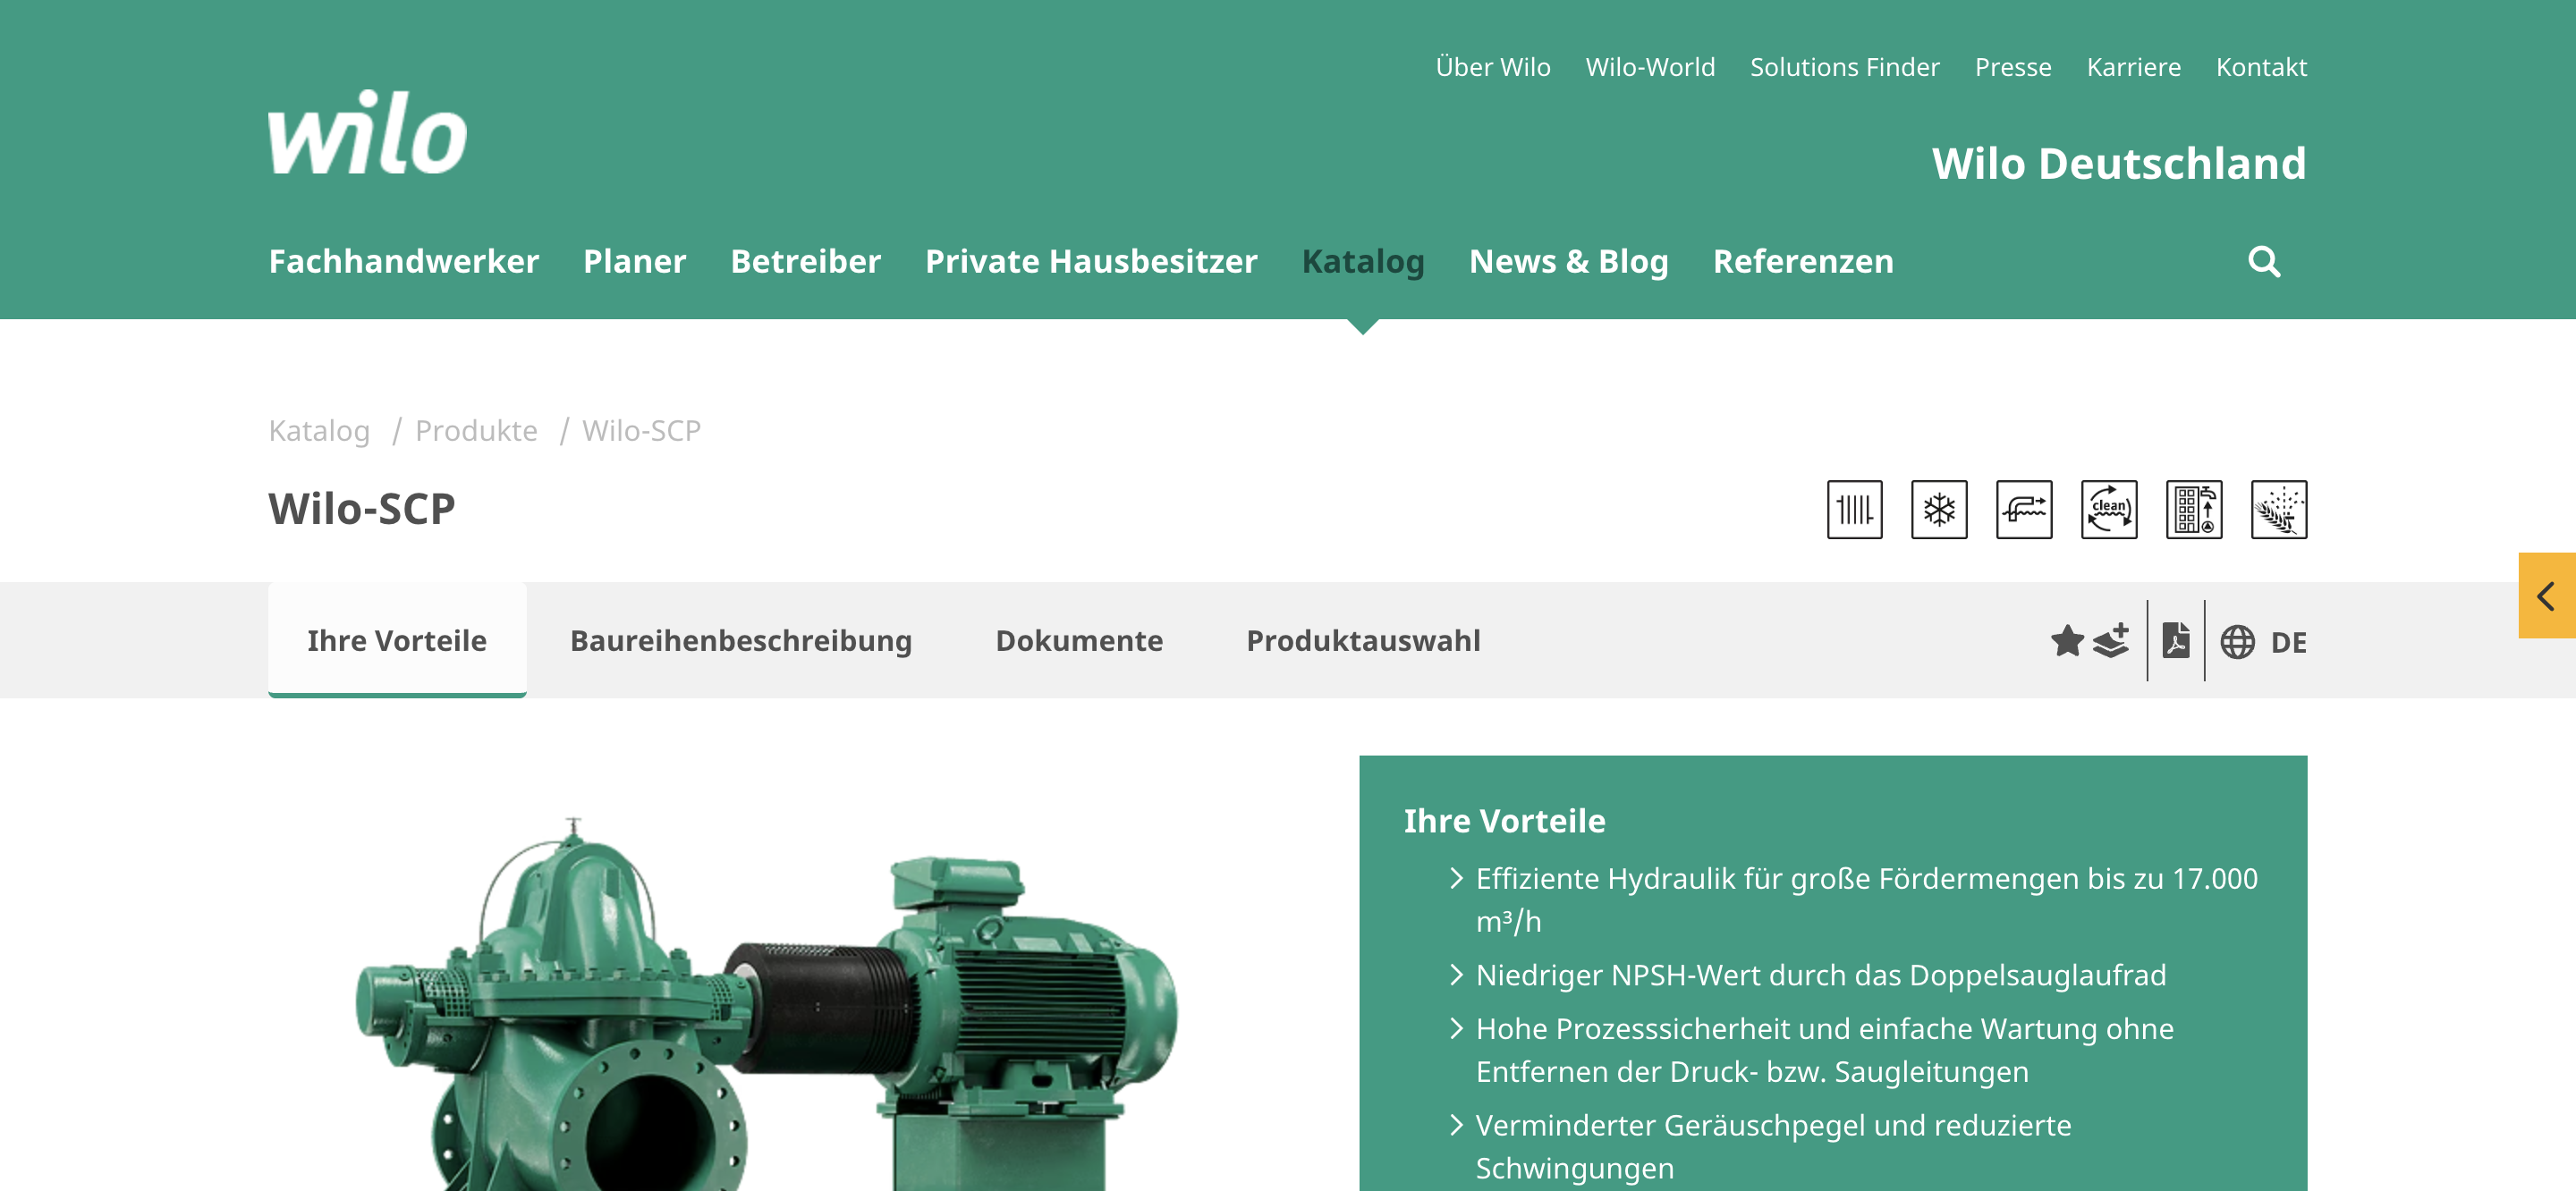 Über Wilo Wilo-World Solutions Finder Presse Karriere Kontakt
wilo
Wilo Deutschland
Fachhandwerker Planer Betreiber Private Hausbesitzer Katalog News & Blog Referenzen
Katalog / Produkte / Wilo-SCP
Wilo-SCP
clean
Ihre Vorteile Baureihenbeschreibung Dokumente Produktauswahl DE
Ihre Vorteile
Effiziente Hydraulik für große Fördermengen bis zu 17.000
m³/h
Niedriger NPSH-Wert durch das Doppelsauglaufrad
Hohe Prozesssicherheit und einfache Wartung ohne
Entfernen der Druck- bzw. Saugleitungen
Verminderter Geräuschpegel und reduzierte
Schwingungen